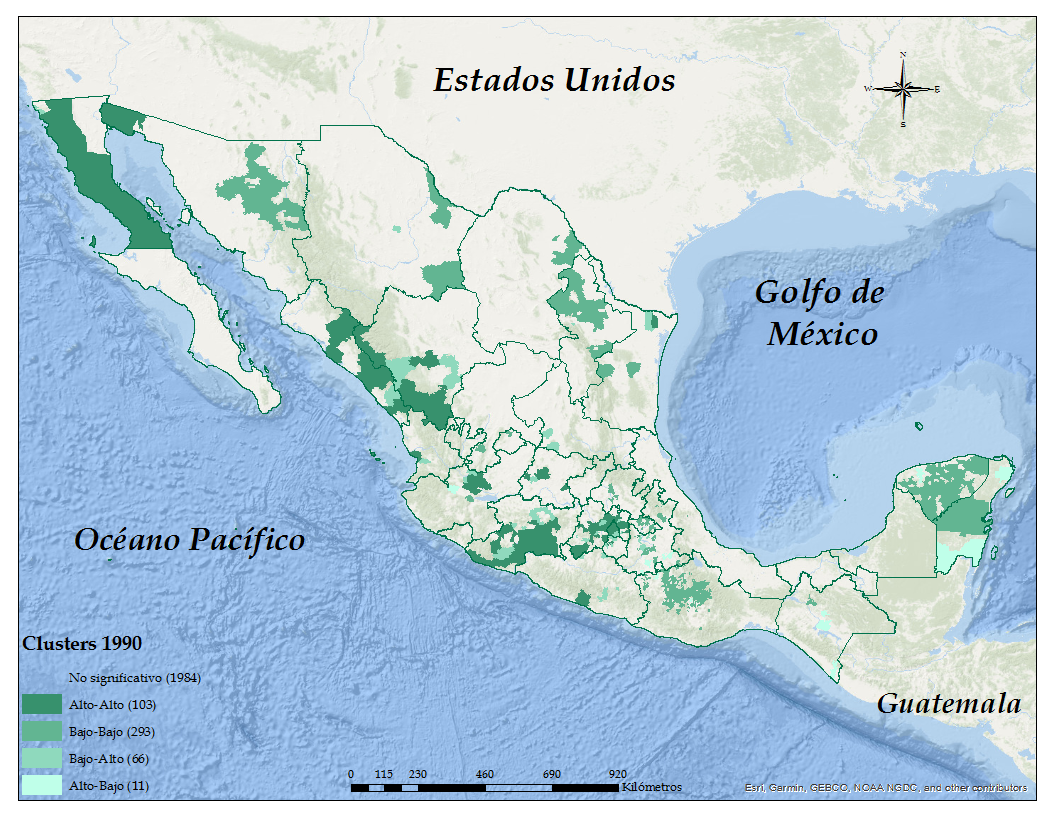 Estados Unidos
N
W
E
S
Golfo de
México
Océano Pacífico
Clusters 1990
No significativo (1984)
Alto-Alto (103)
Bajo-Bajo (293)
Bajo-Alto (66)
Alto-Bajo (11)
Guatemala
0 115 230 460 690 920
Kilómetros
Esri, Garmin, GEBCO, NOAA NGDC, and other contributors